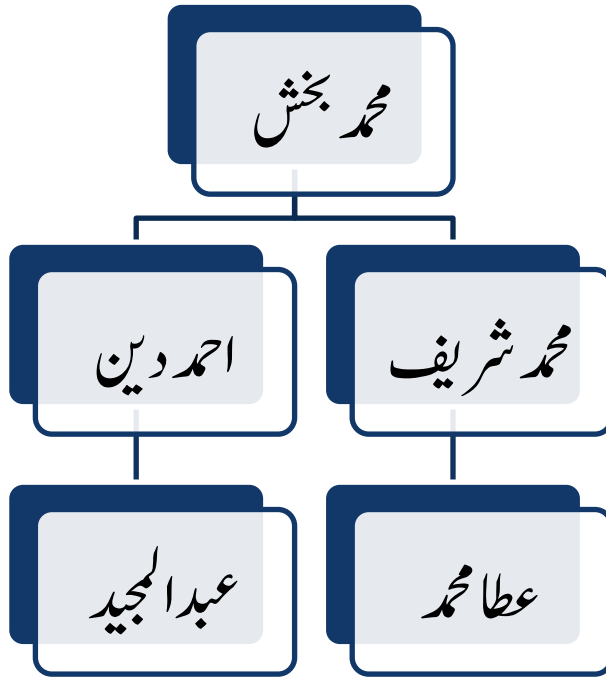 محمد بخش
محمد شریف
احمد دین
عطا محمد
عبدالمجید